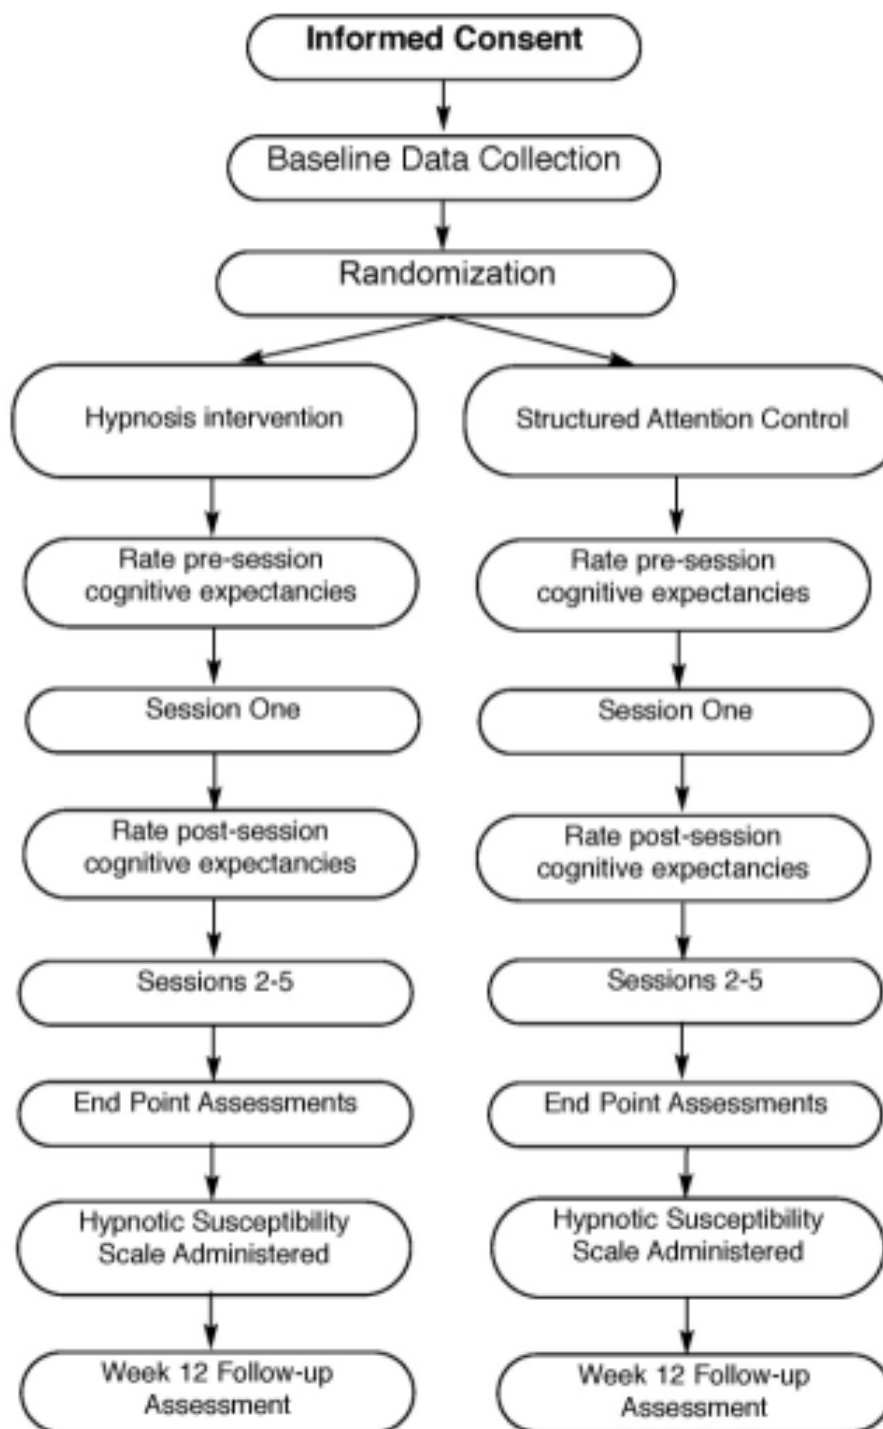 Informed Consent
Baseline Data Collection
Randomization
Hypnosis intervention
Structured Attention Control
Rate pre-session
cognitive expectancies
Rate pre-session
cognitive expectancies
Session One
Session One
Rate post-session
cognitive expectancies
Rate post-session
cognitive expectancies
Sessions 2-5
Sessions 2-5
End Point Assessments
End Point Assessments
Hypnotic Susceptibility
Scale Administered
Hypnotic Susceptibility
Scale Administered
Week 12 Follow-up
Assessment
Week 12 Follow-up
Assessment